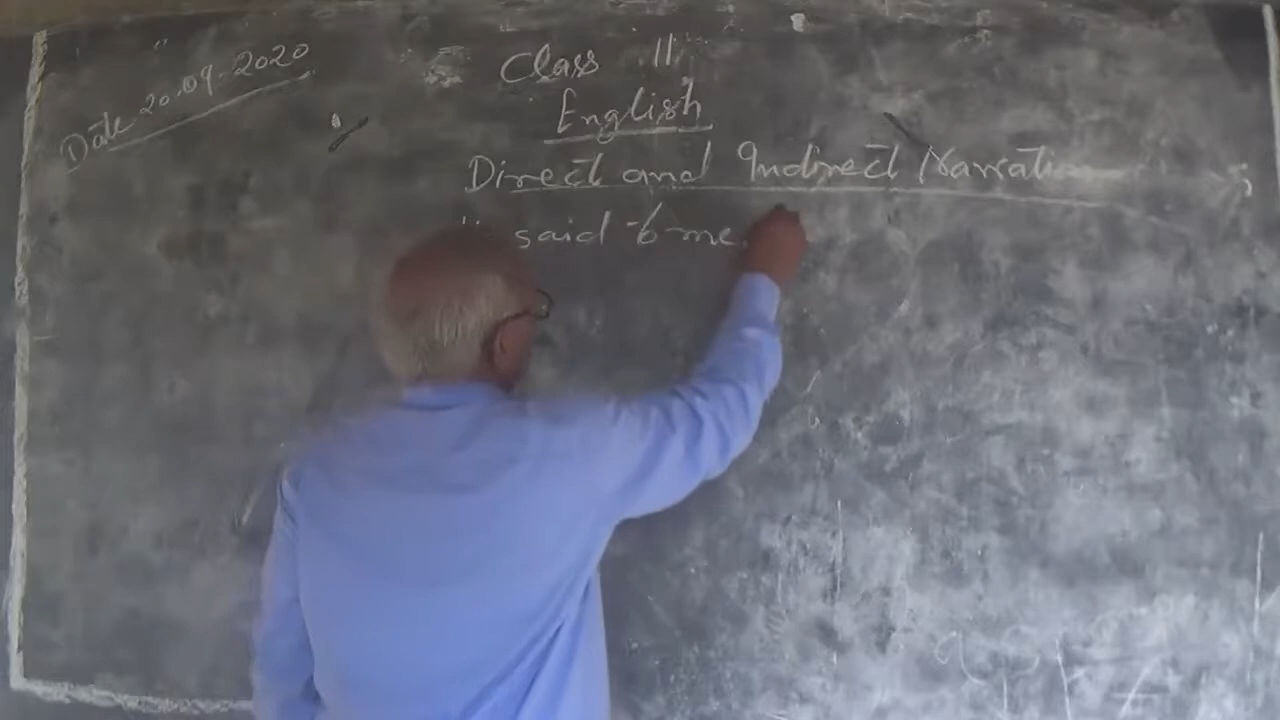 Date 20.09.2020
Class 11
English
Direct and Indirect Narration
said to me,